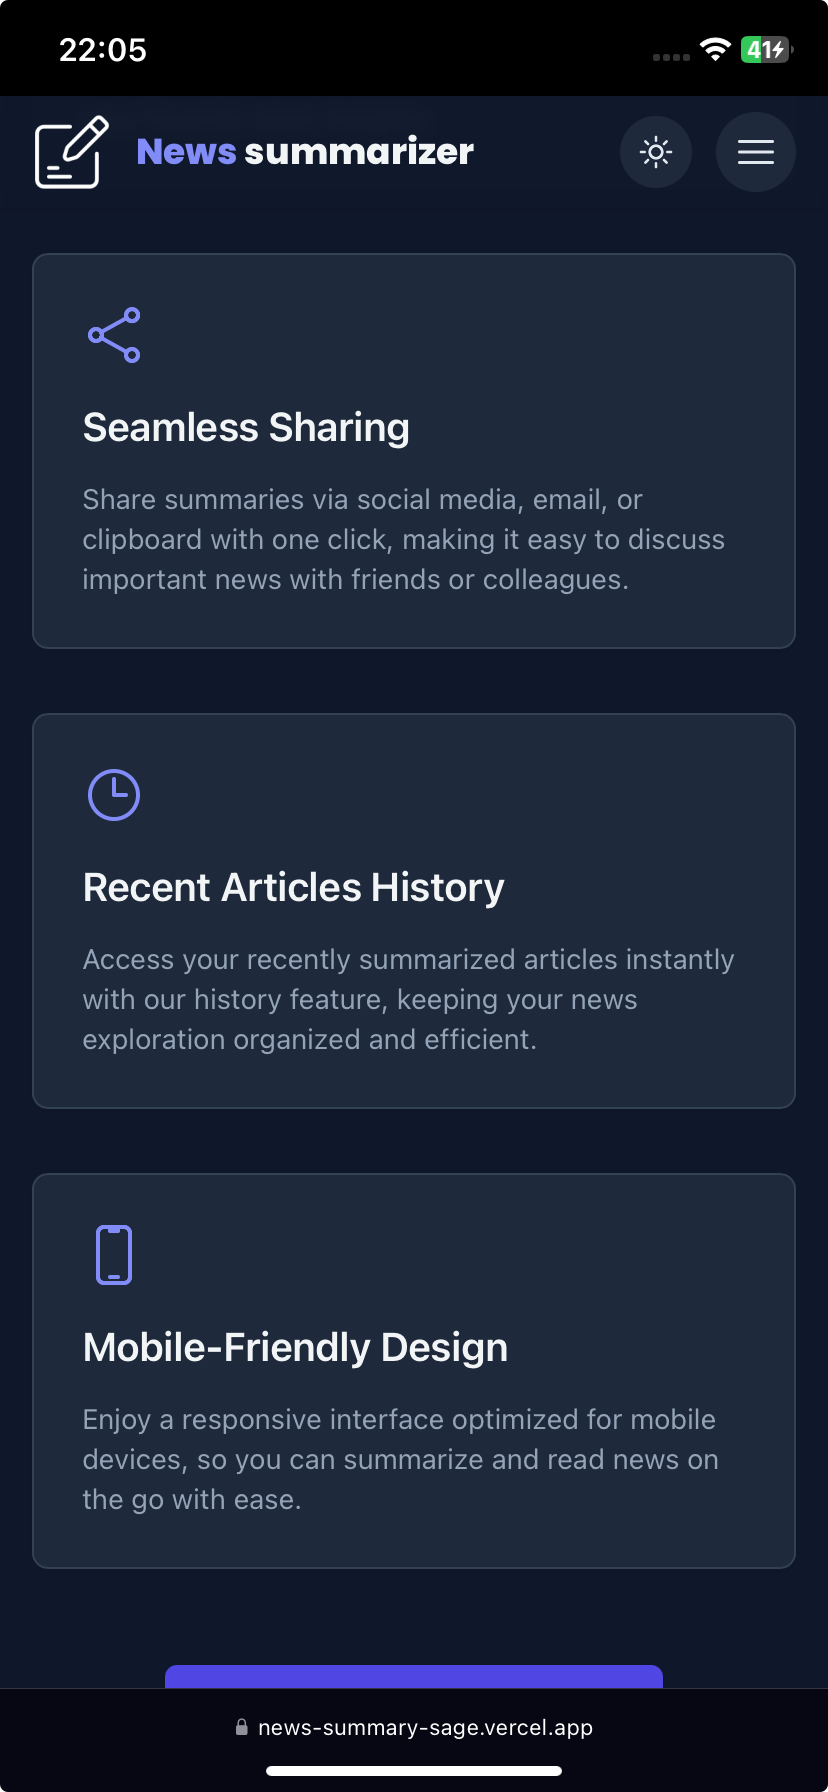 22:05
41
News summarizer
Seamless Sharing
Share summaries via social media, email, or
clipboard with one click, making it easy to discuss
important news with friends or colleagues.
Recent Articles History
Access your recently summarized articles instantly
with our history feature, keeping your news
exploration organized and efficient.
Mobile-Friendly Design
Enjoy a responsive interface optimized for mobile
devices, so you can summarize and read news on
the go with ease.
news-summary-sage.vercel.app